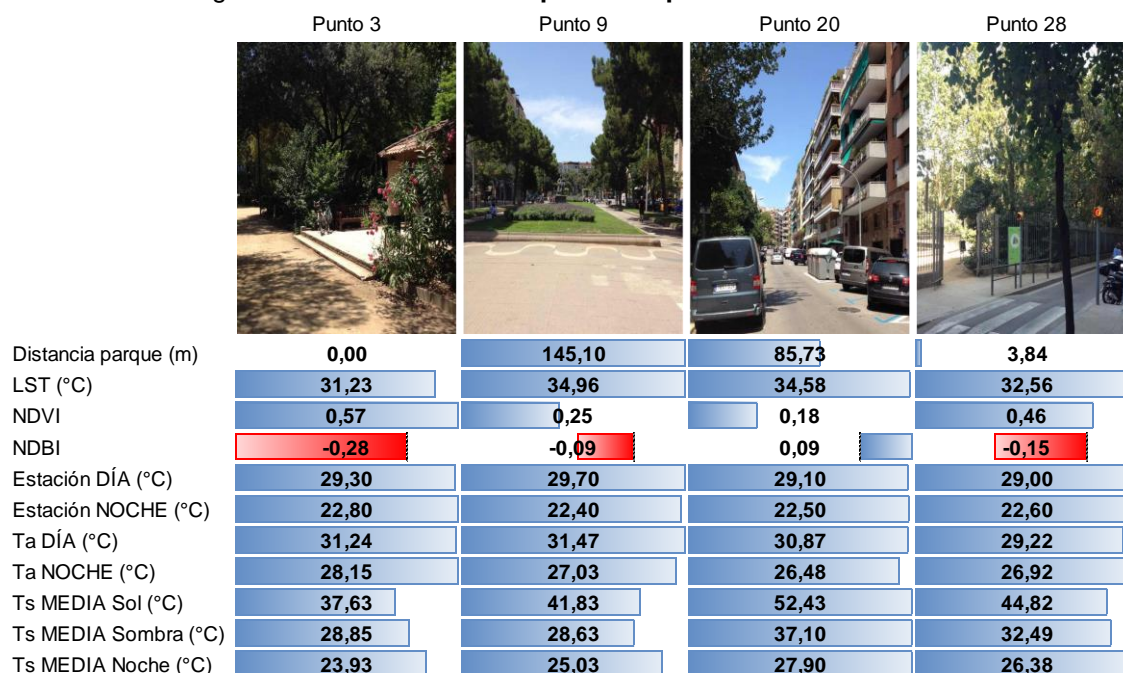 Punto 3 Punto 9 Punto 20 Punto 28
Distancia parque (m) 0,00 145,10 85,73 3,84
LST (°C) 31,23 34,96 34,58 32,56
NDVI 0,57 0,25 0,18 0,46
NDBI -0,28 -0,09 0,09 -0,15
Estación DÍA (°C) 29,30 29,70 29,10 29,00
Estación NOCHE (°C) 22,80 22,40 22,50 22,60
Ta DÍA (°C) 31,24 31,47 30,87 29,22
Ta NOCHE (°C) 28,15 27,03 26,48 26,92
Ts MEDIA Sol (°C) 37,63 41,83 52,43 44,82
Ts MEDIA Sombra (°C) 28,85 28,63 37,10 32,49
Ts MEDIA Noche (°C) 23,93 25,03 27,90 26,38